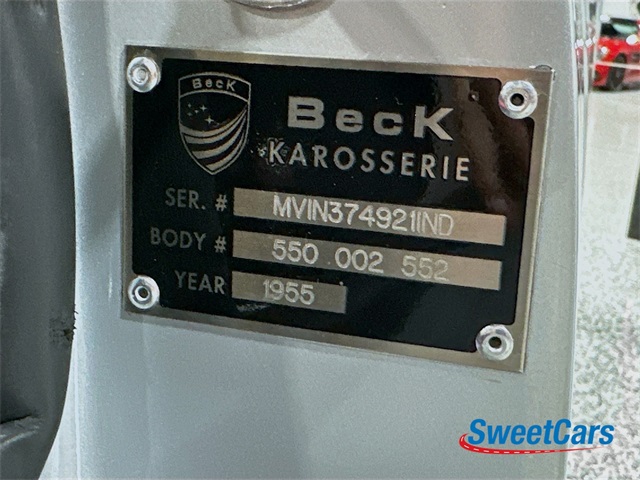 BecK
BecK
KAROSSERIE
SER. # MVIN374921IND
BODY # 550 002 552
YEAR 1955
SweetCars